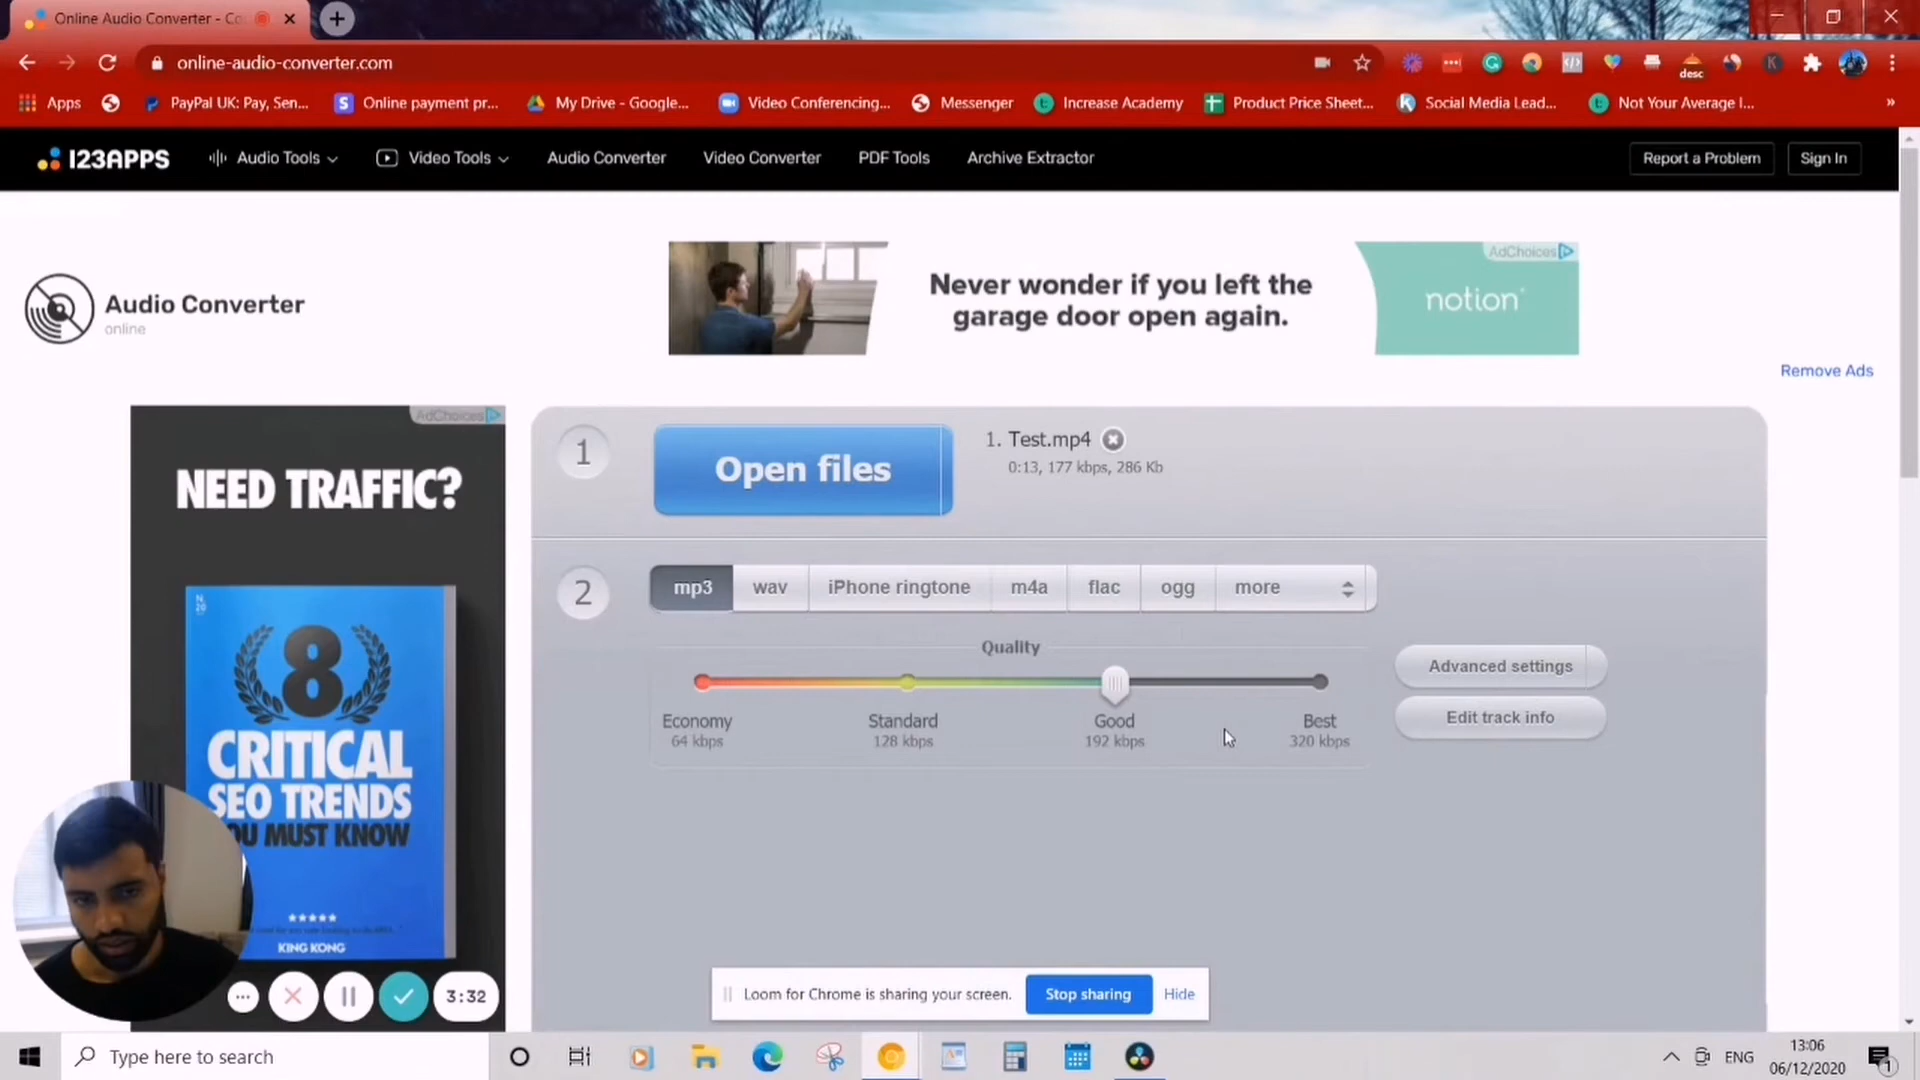 Online Audio Converter - Co
online-audio-converter.com
desc
K
Apps
PayPal UK: Pay, Sen...
Online payment pr...
My Drive - Google...
Video Conferencing...
Messenger
Increase Academy
Product Price Sheet...
Social Media Lead...
Not Your Average I...
»
123APPS
Audio Tools
Video Tools
Audio Converter
Video Converter
PDF Tools
Archive Extractor
Report a Problem
Sign In
Audio Converter
online
Never wonder if you left the
garage door open again.
AdChoices
notion
Remove Ads
AdChoices
NEED TRAFFIC?
N.
20
8
CRITICAL
SEO TRENDS
YOU MUST KNOW
★★★★★
KING KONG
1
Open files
1. Test.mp4
0:13, 177 kbps, 286 Kb
2
mp3
wav
iPhone ringtone
m4a
flac
ogg
more
Quality
Economy
64 kbps
Standard
128 kbps
Good
192 kbps
Best
320 kbps
Advanced settings
Edit track info
3:32
Loom for Chrome is sharing your screen.
Stop sharing
Hide
Type here to search
ENG
13:06
06/12/2020
1